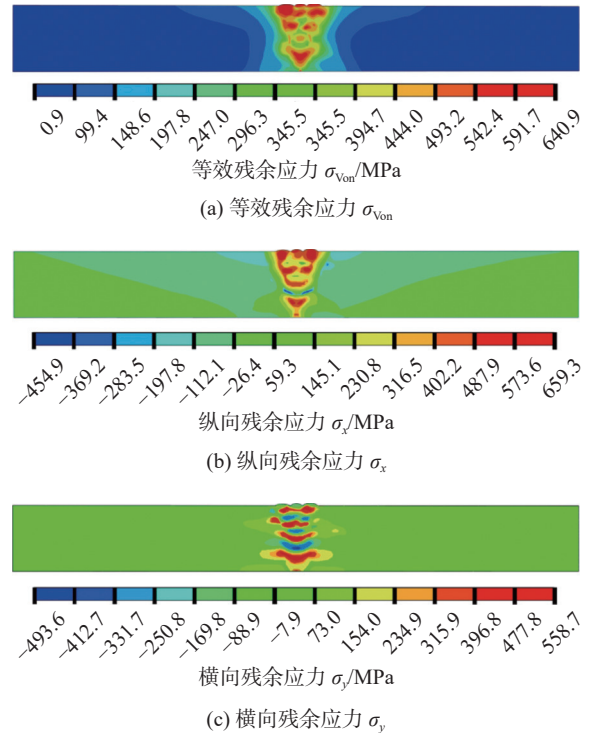 0.9 99.4 148.6 197.8 247.0 296.3 345.5 345.5 394.7 444.0 493.2 542.4 591.7 640.9
等效残余应力 σVon/MPa
(a) 等效残余应力 σVon
−454.9 −369.2 −283.5 −197.8 −112.1 −26.4 59.3 145.1 230.8 316.5 402.2 487.9 573.6 659.3
纵向残余应力 σx/MPa
(b) 纵向残余应力 σx
−493.6 −412.7 −331.7 −250.8 −169.8 −88.9 −7.9 73.0 154.0 234.9 315.9 396.8 477.8 558.7
横向残余应力 σy/MPa
(c) 横向残余应力 σy